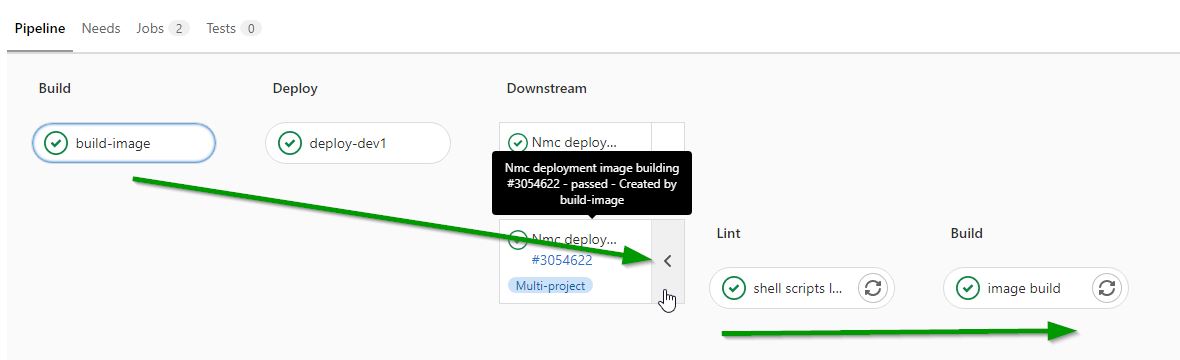 Pipeline Needs Jobs 2 Tests 0
Build Deploy Downstream
build-image deploy-dev1 Nmc deploy...
Nmc deployment image building
#3054622 - passed - Created by
build-image
Nmc deploy...
#3054622
Multi-project
Lint Build
shell scripts l... image build